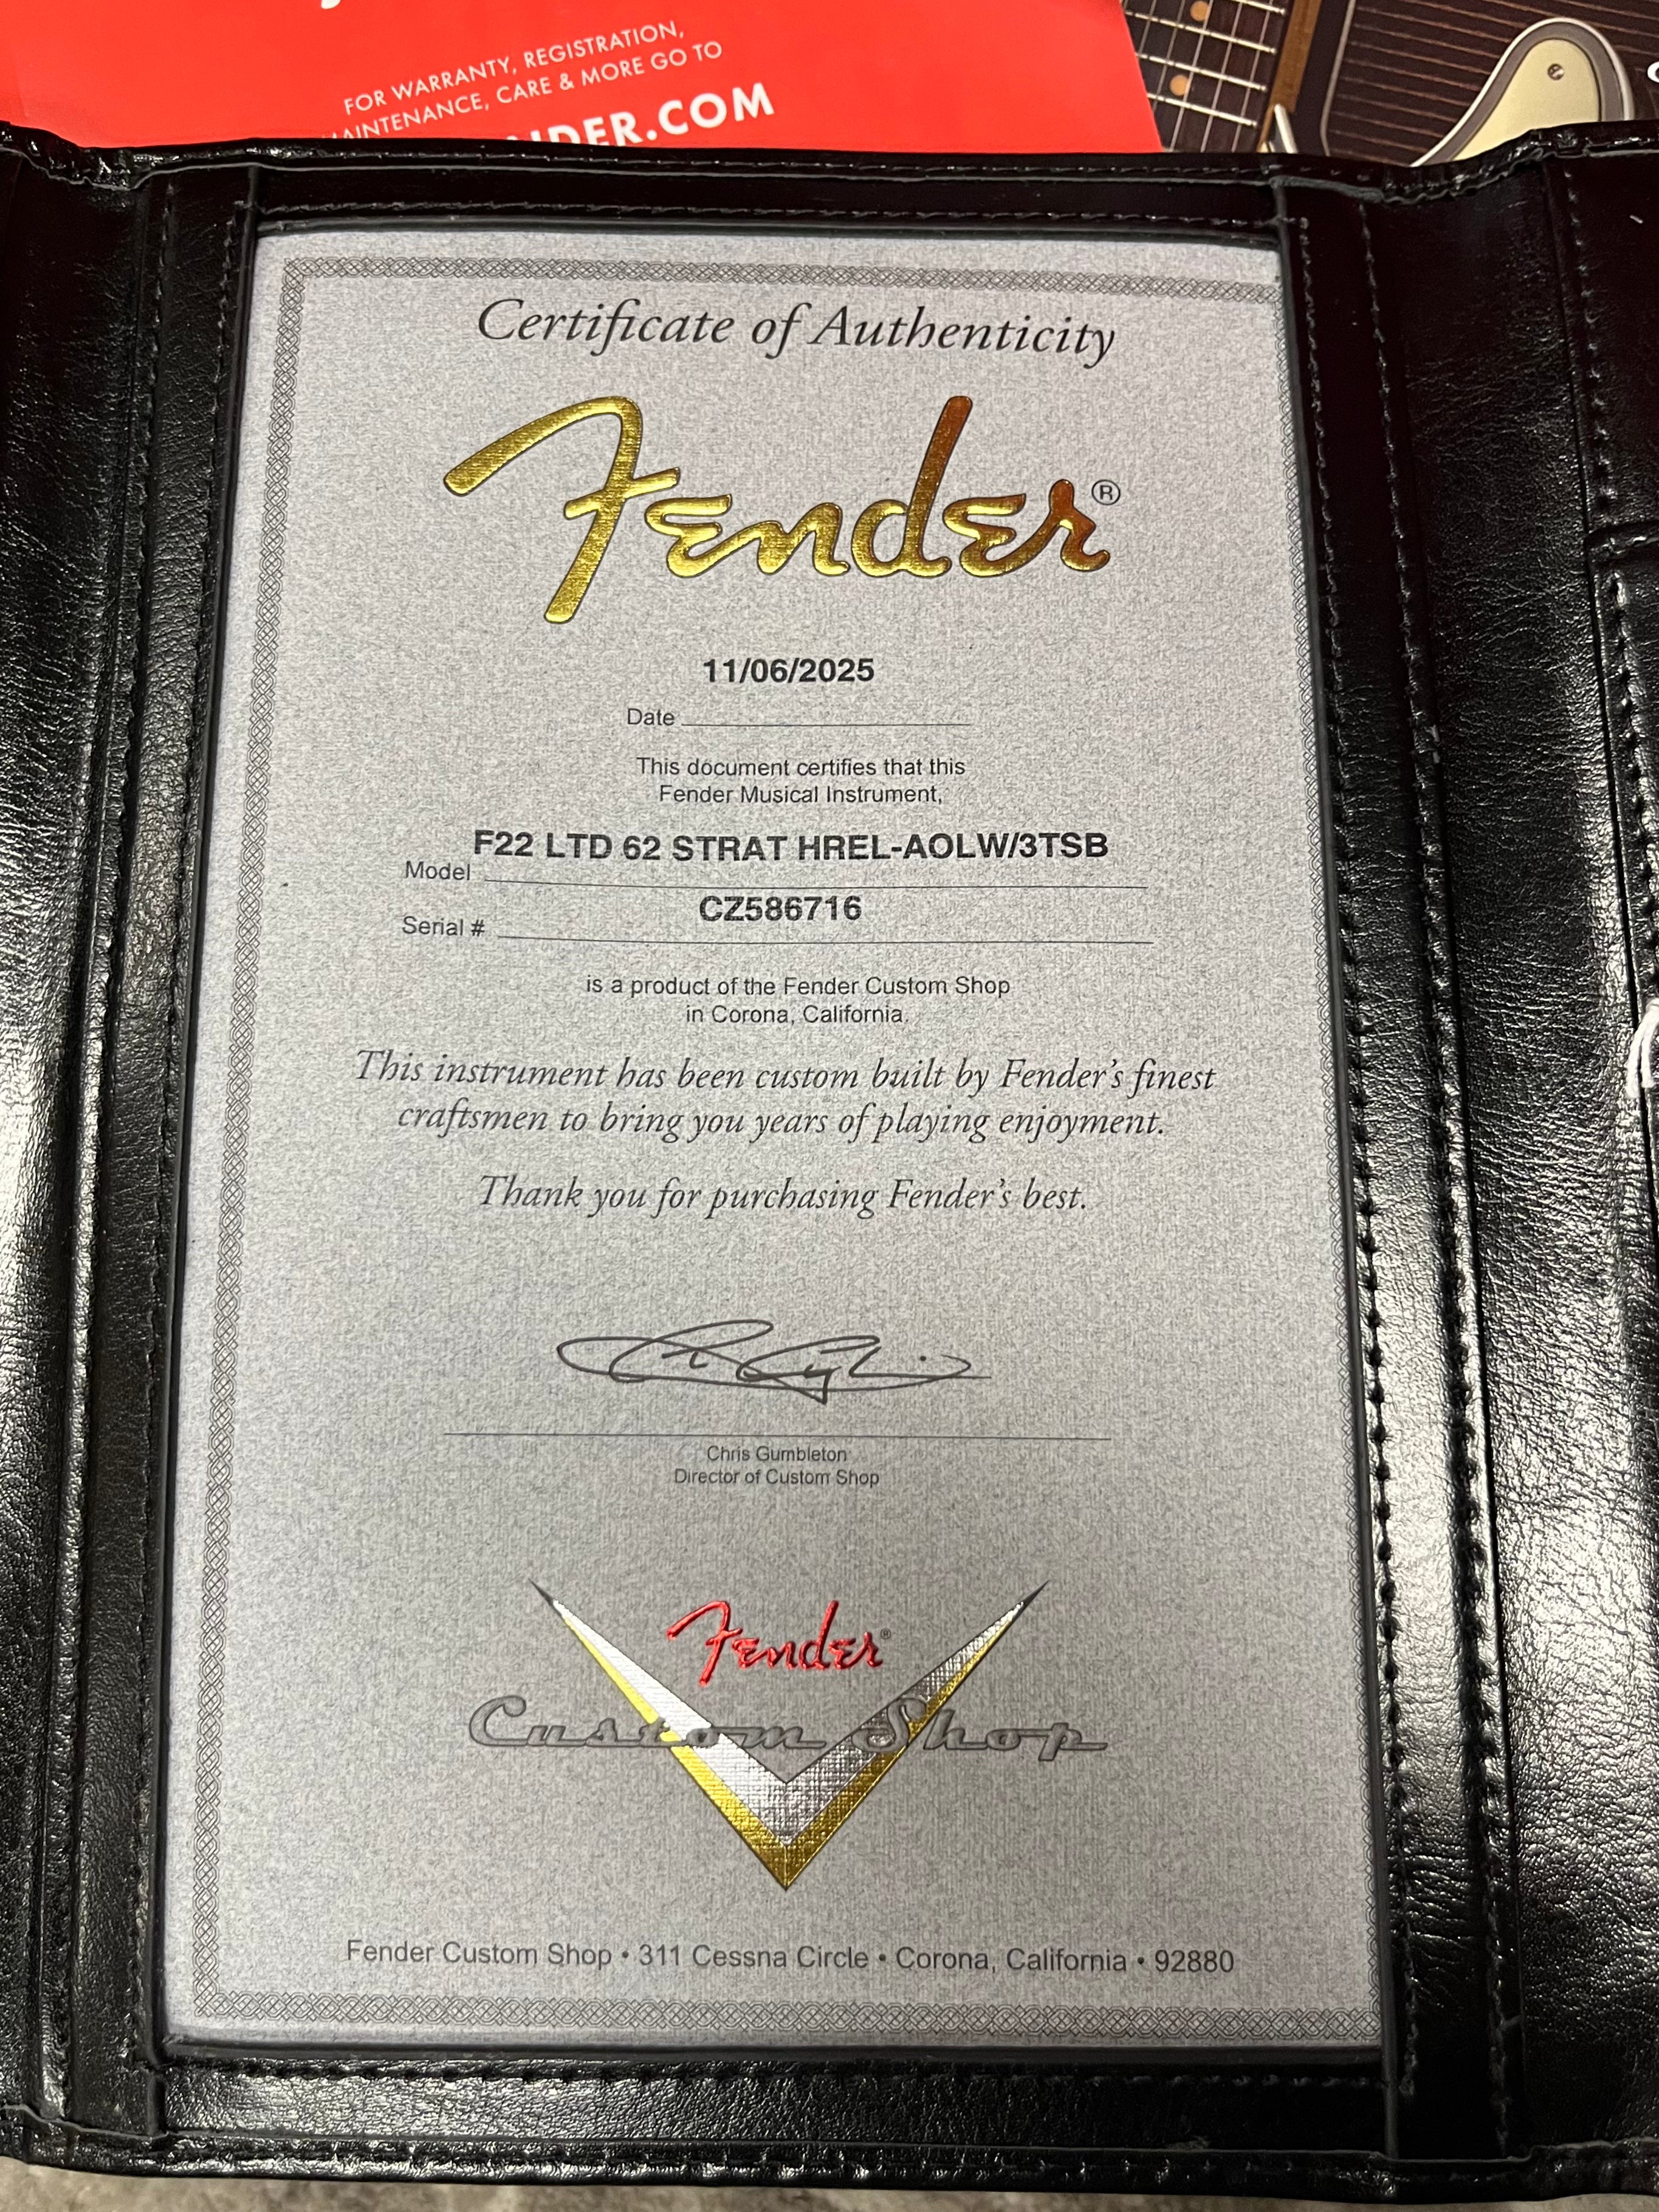 FOR WARRANTY, REGISTRATION,
MAINTENANCE, CARE & MORE GO TO
NDER.COM
Certificate of Authenticity
Fender®
11/06/2025
Date
This document certifies that this
Fender Musical Instrument,
F22 LTD 62 STRAT HREL-AOLW/3TSB
Model
CZ586716
Serial #
is a product of the Fender Custom Shop
in Corona, California.
This instrument has been custom built by Fender's finest
craftsmen to bring you years of playing enjoyment.
Thank you for purchasing Fender's best.
Chris Gumbleton
Director of Custom Shop
Fender®
Custom Shop
Fender Custom Shop • 311 Cessna Circle • Corona, California • 92880